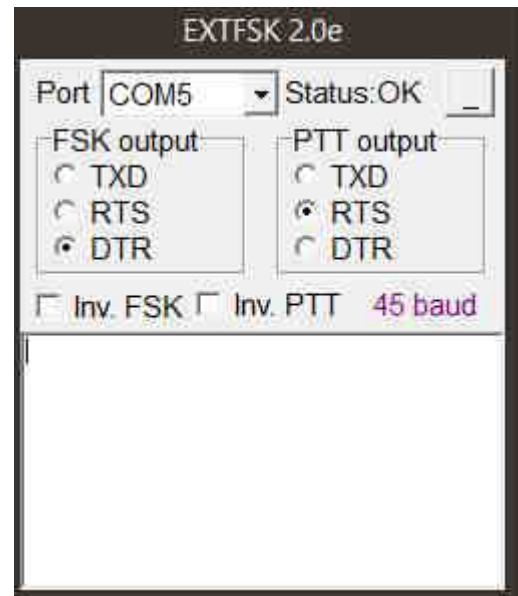 EXTFSK 2.0e
Port COM5 Status:OK _
FSK output PTT output
TXD TXD
RTS RTS
DTR DTR
Inv. FSK Inv. PTT 45 baud